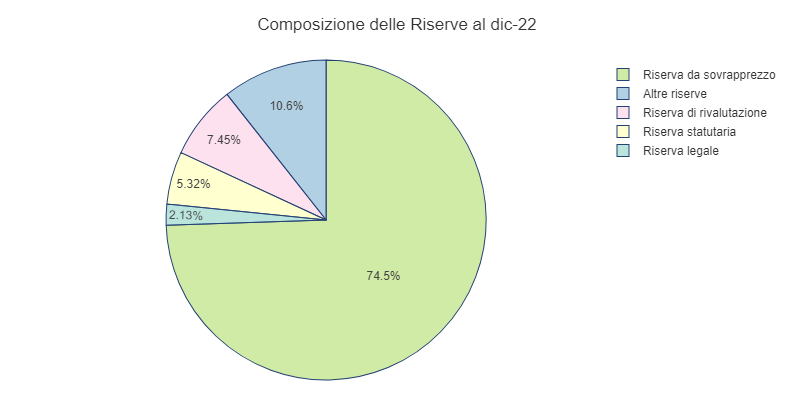 Composizione delle Riserve al dic-22
Riserva da sovrapprezzo
Altre riserve
Riserva di rivalutazione
Riserva statutaria
Riserva legale
10.6%
7.45%
5.32%
2.13%
74.5%